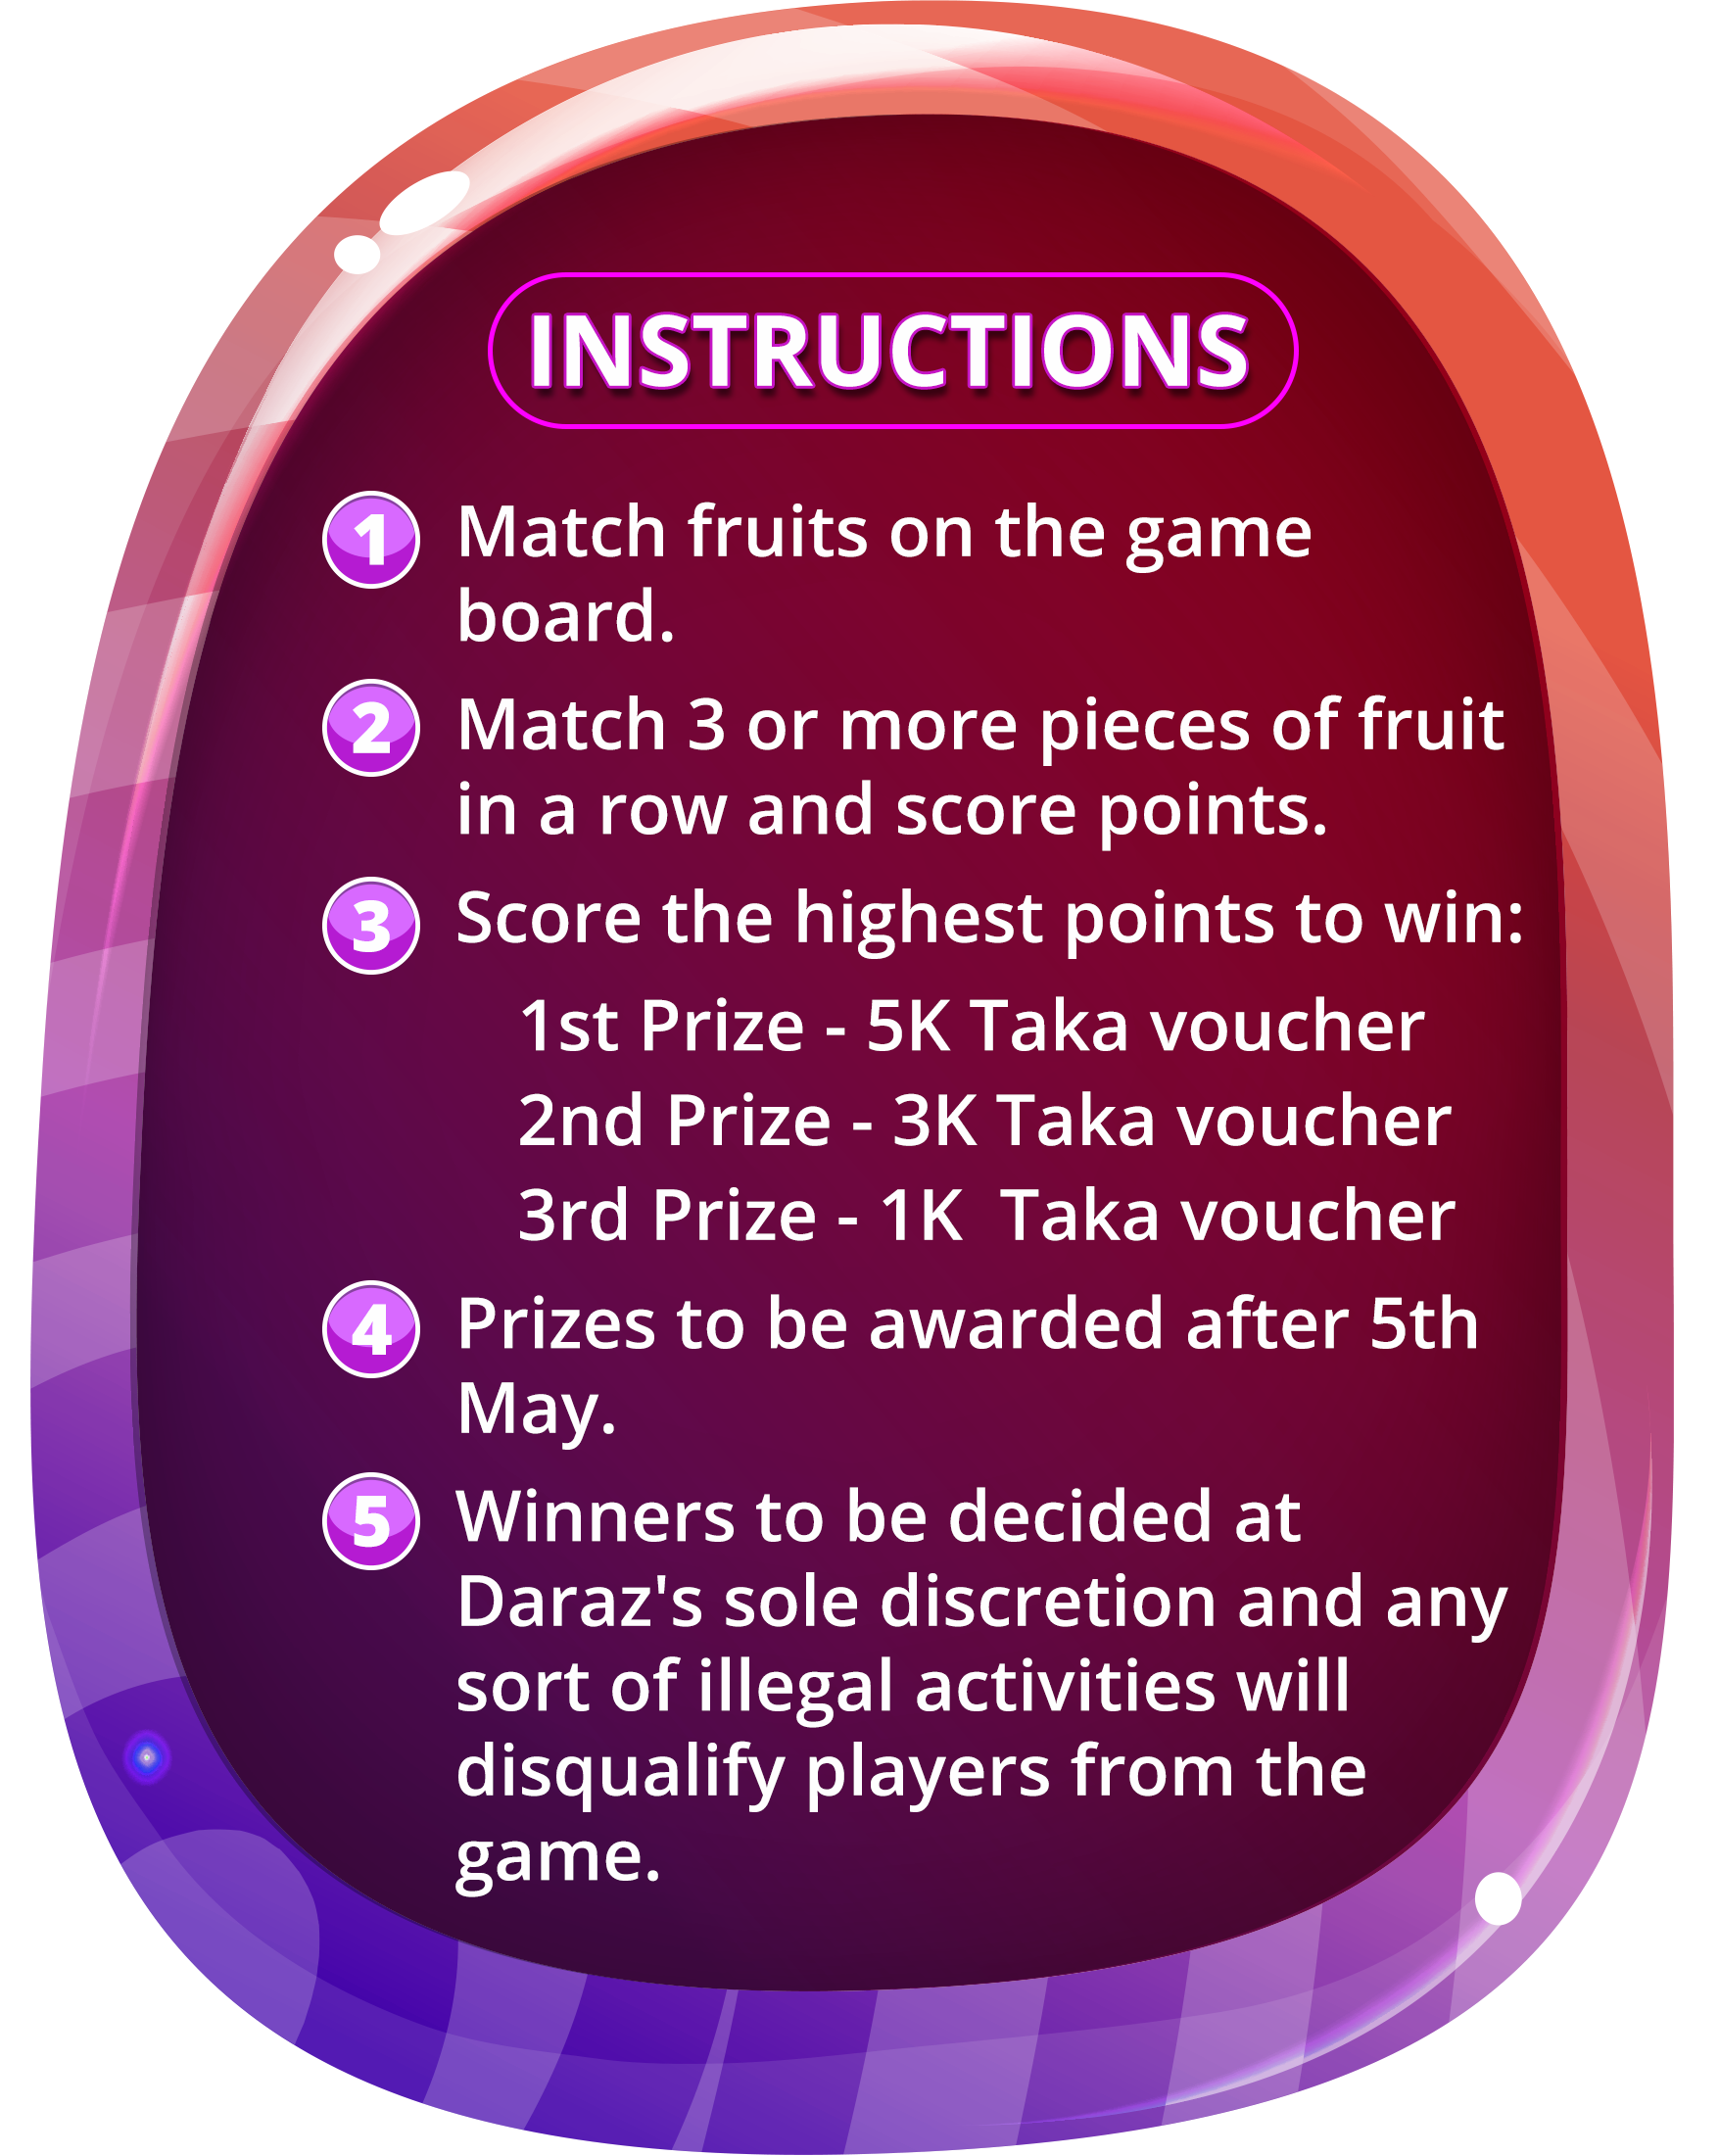 INSTRUCTIONS
1 Match fruits on the game
board.
2 Match 3 or more pieces of fruit
in a row and score points.
3 Score the highest points to win:
1st Prize - 5K Taka voucher
2nd Prize - 3K Taka voucher
3rd Prize - 1K  Taka voucher
4 Prizes to be awarded after 5th
May.
5 Winners to be decided at
Daraz's sole discretion and any
sort of illegal activities will
disqualify players from the
game.